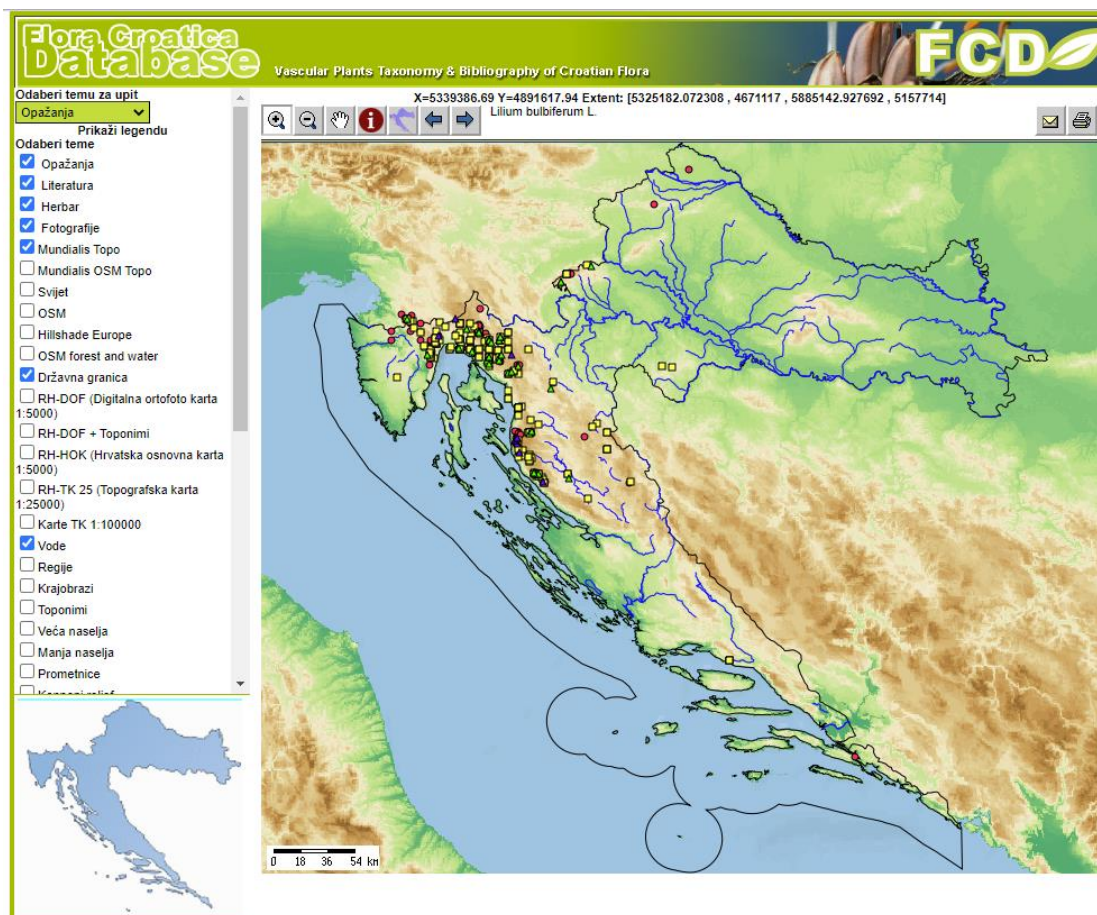 Flora Croatica
Database
Vascular Plants Taxonomy & Bibliography of Croatian Flora
FCD
Odaberi temu za upit
Opažanja
Prikaži legendu
Odaberi teme
Opažanja
Literatura
Herbar
Fotografije
Mundialis Topo
Mundialis OSM Topo
Svijet
OSM
Hillshade Europe
OSM forest and water
Državna granica
RH-DOF (Digitalna ortofoto karta
1:5000)
RH-DOF + Toponimi
RH-HOK (Hrvatska osnovna karta
1:5000)
RH-TK 25 (Topografska karta
1:25000)
Karte TK 1:100000
Vode
Regije
Krajobrazi
Toponimi
Veća naselja
Manja naselja
Prometnice
X=5339386.69 Y=4891617.94 Extent: [5325182.072308 , 4671117 , 5885142.927692 , 5157714]
Lilium bulbiferum L.
0 18 36 54 km